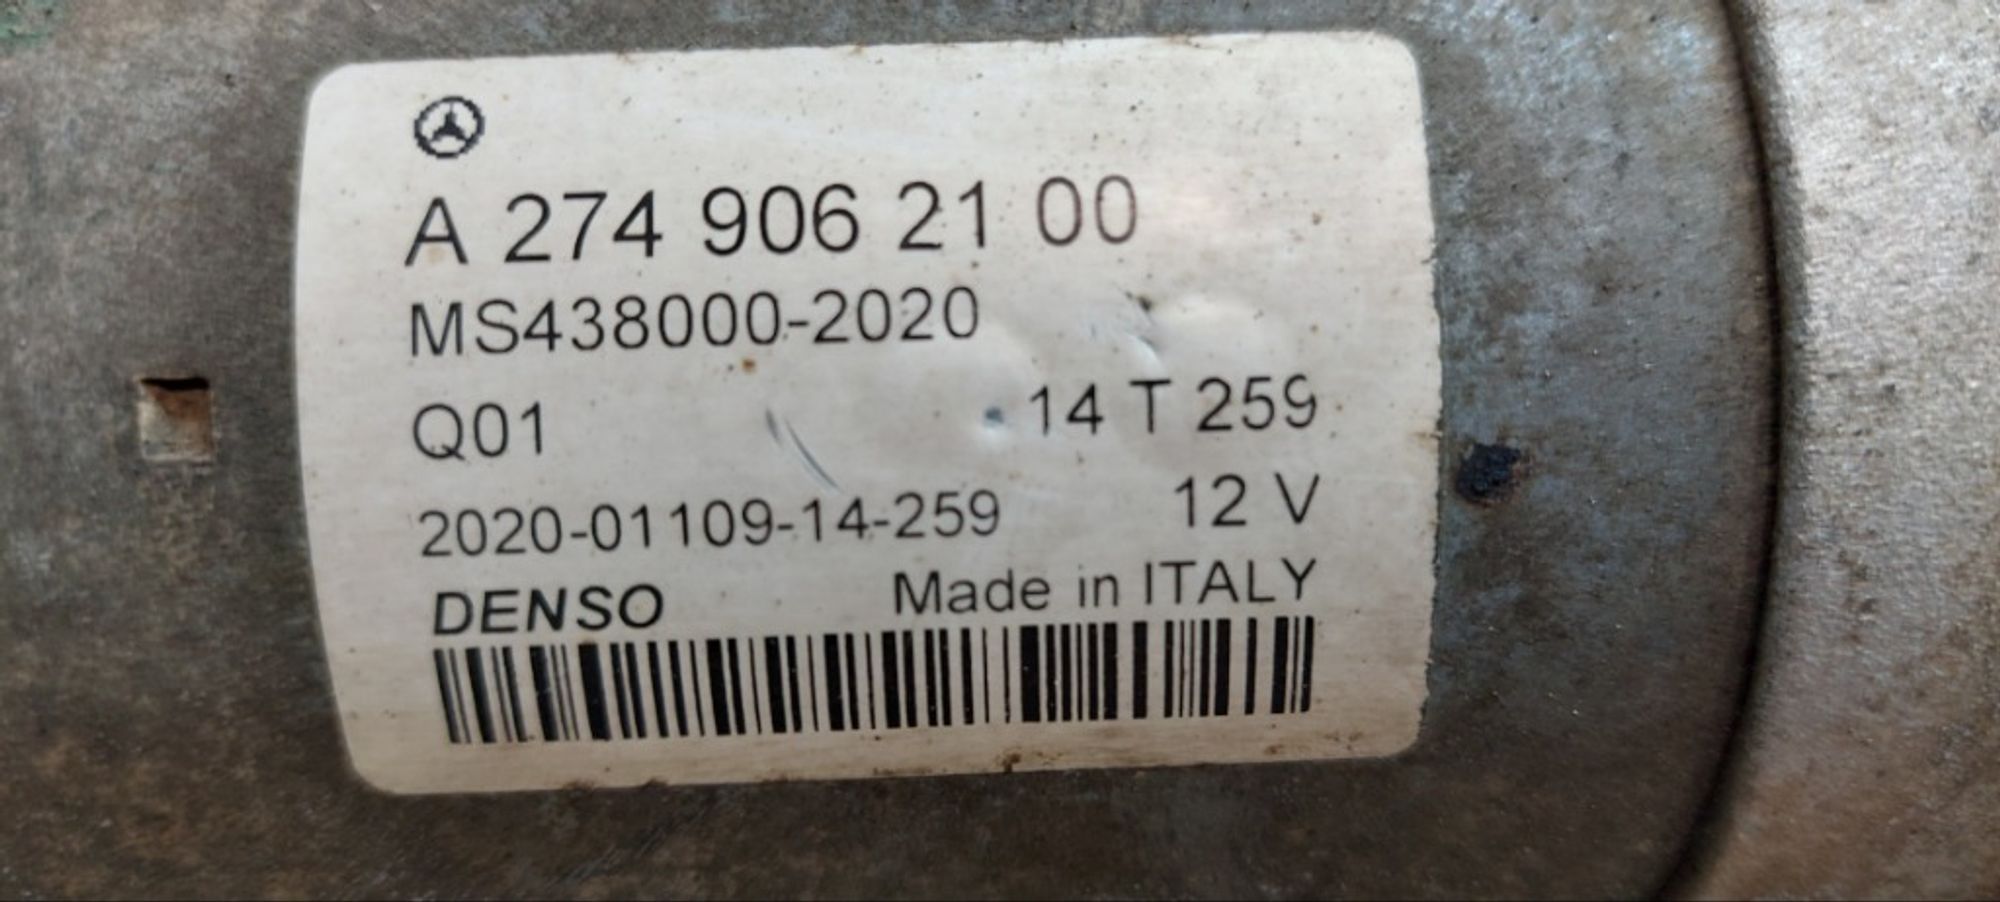 A 274 906 21 00
MS438000-2020
Q01 14 T 259
2020-01109-14-259 12 V
DENSO Made in ITALY